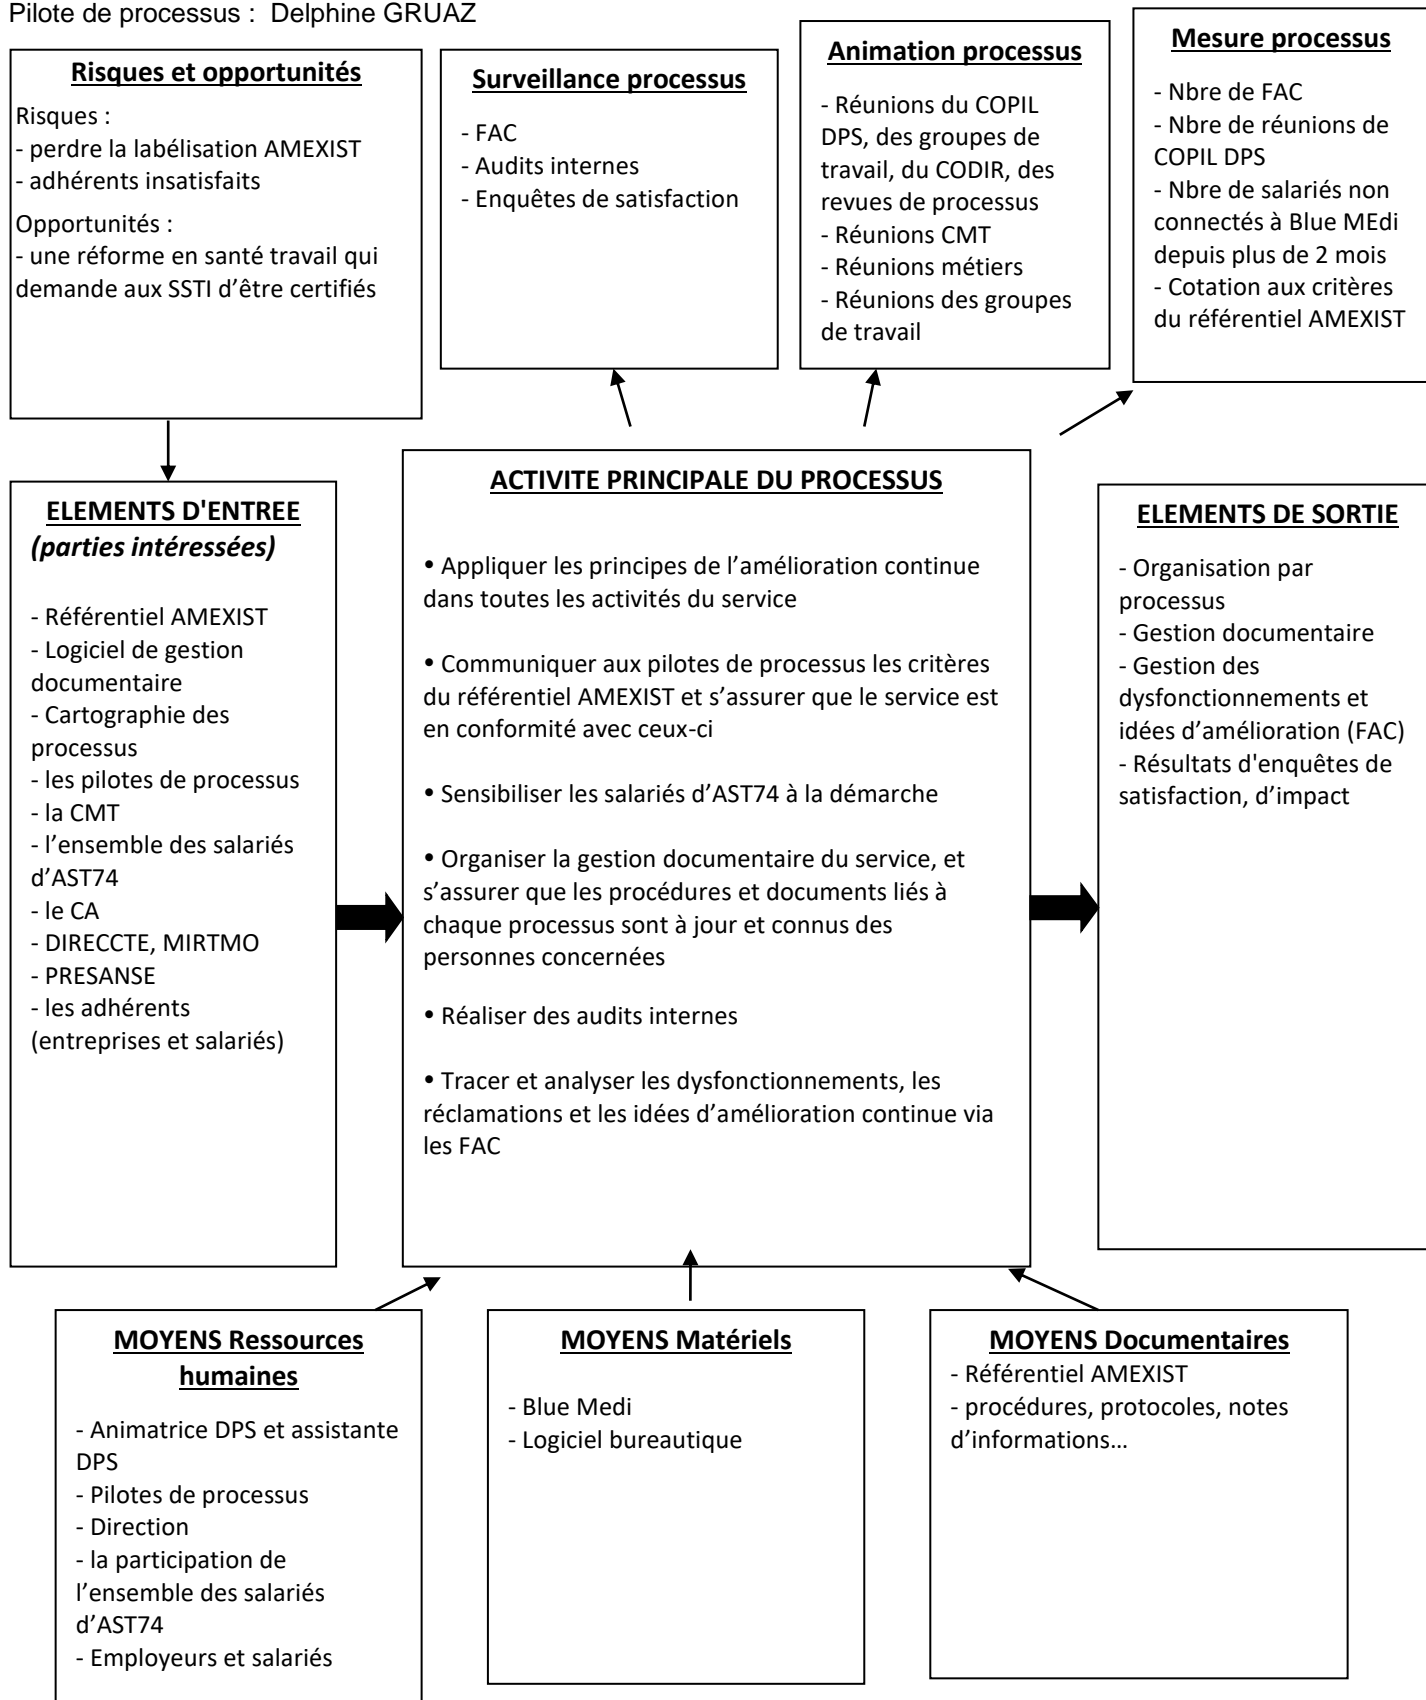 Pilote de processus : Delphine GRUAZ
Risques et opportunités
Risques :
- perdre la labélisation AMEXIST
- adhérents insatisfaits
Opportunités :
- une réforme en santé travail qui
demande aux SSTI d’être certifiés
Surveillance processus
- FAC
- Audits internes
- Enquêtes de satisfaction
Animation processus
- Réunions du COPIL
DPS, des groupes de
travail, du CODIR, des
revues de processus
- Réunions CMT
- Réunions métiers
- Réunions des groupes
de travail
Mesure processus
- Nbre de FAC
- Nbre de réunions de
COPIL DPS
- Nbre de salariés non
connectés à Blue MEdi
depuis plus de 2 mois
- Cotation aux critères
du référentiel AMEXIST
ELEMENTS D'ENTREE
(parties intéressées)
- Référentiel AMEXIST
- Logiciel de gestion
documentaire
- Cartographie des
processus
- les pilotes de processus
- la CMT
- l’ensemble des salariés
d’AST74
- le CA
- DIRECCTE, MIRTMO
- PRESANSE
- les adhérents
(entreprises et salariés)
ACTIVITE PRINCIPALE DU PROCESSUS
• Appliquer les principes de l’amélioration continue
dans toutes les activités du service
• Communiquer aux pilotes de processus les critères
du référentiel AMEXIST et s’assurer que le service est
en conformité avec ceux-ci
• Sensibiliser les salariés d’AST74 à la démarche
• Organiser la gestion documentaire du service, et
s’assurer que les procédures et documents liés à
chaque processus sont à jour et connus des
personnes concernées
• Réaliser des audits internes
• Tracer et analyser les dysfonctionnements, les
réclamations et les idées d’amélioration continue via
les FAC
ELEMENTS DE SORTIE
- Organisation par
processus
- Gestion documentaire
- Gestion des
dysfonctionnements et
idées d’amélioration (FAC)
- Résultats d'enquêtes de
satisfaction, d’impact
MOYENS Ressources
humaines
- Animatrice DPS et assistante
DPS
- Pilotes de processus
- Direction
- la participation de
l’ensemble des salariés
d’AST74
- Employeurs et salariés
MOYENS Matériels
- Blue Medi
- Logiciel bureautique
MOYENS Documentaires
- Référentiel AMEXIST
- procédures, protocoles, notes
d’informations…